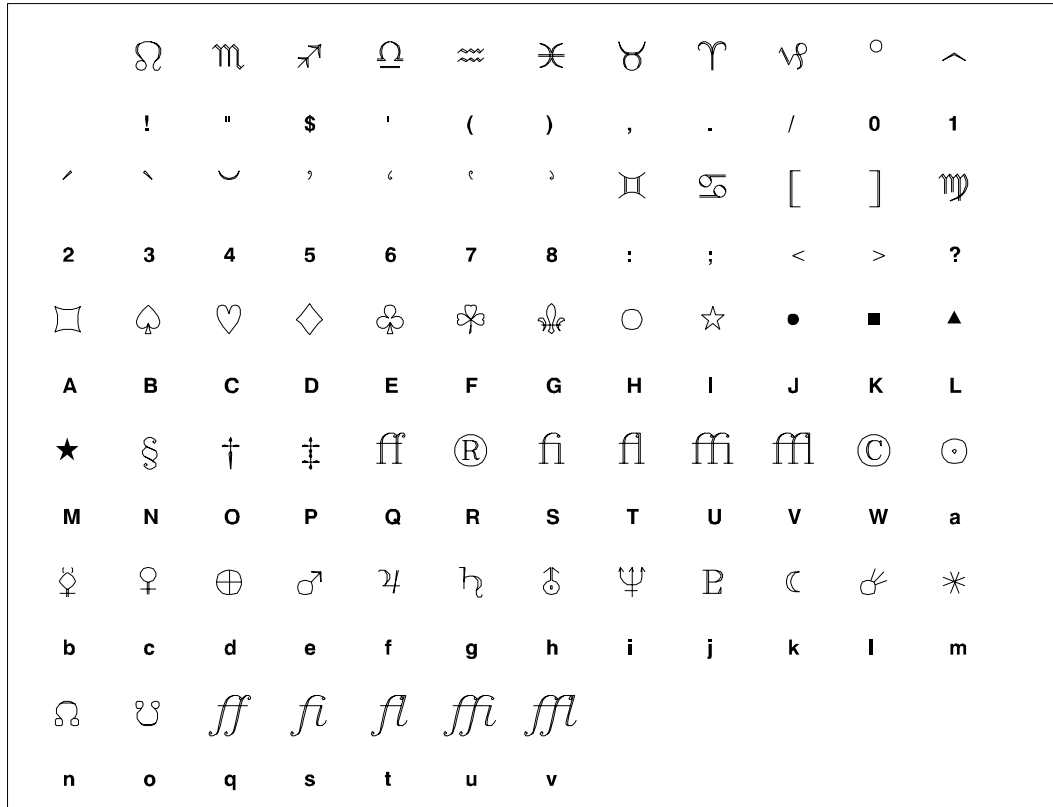 ☊ ♏ ♐ ♎ ♒ ♓ ♉ ♈ ♑ ° ^
! " $ ' ( ) , . / 0 1
ˊ ˋ ˘ ’ ‘ ʿ ʾ ♊ ♋ [ ] ♍
2 3 4 5 6 7 8 : ; < > ?
♤ ♡ ♢ ♧ ☘ ⚜ ○ ☆ ● ■ ▲
A B C D E F G H I J K L
★ § † ‡ ff ® fi fl ffi ffl © ☉
M N O P Q R S T U V W a
☿ ♀ ⊕ ♂ ♃ ♄ ⛢ ♆ ♇ ☾ ☄ *
b c d e f g h i j k l m
☊ ☋ ff fi fl ffi ffl
n o q s t u v